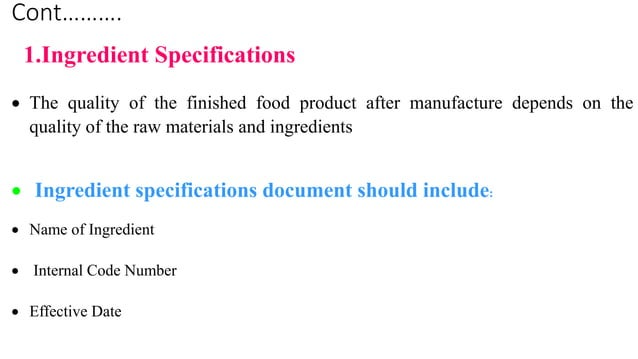 Cont……….
1.Ingredient Specifications
• The quality of the finished food product after manufacture depends on the
quality of the raw materials and ingredients
• Ingredient specifications document should include:
• Name of Ingredient
• Internal Code Number
• Effective Date